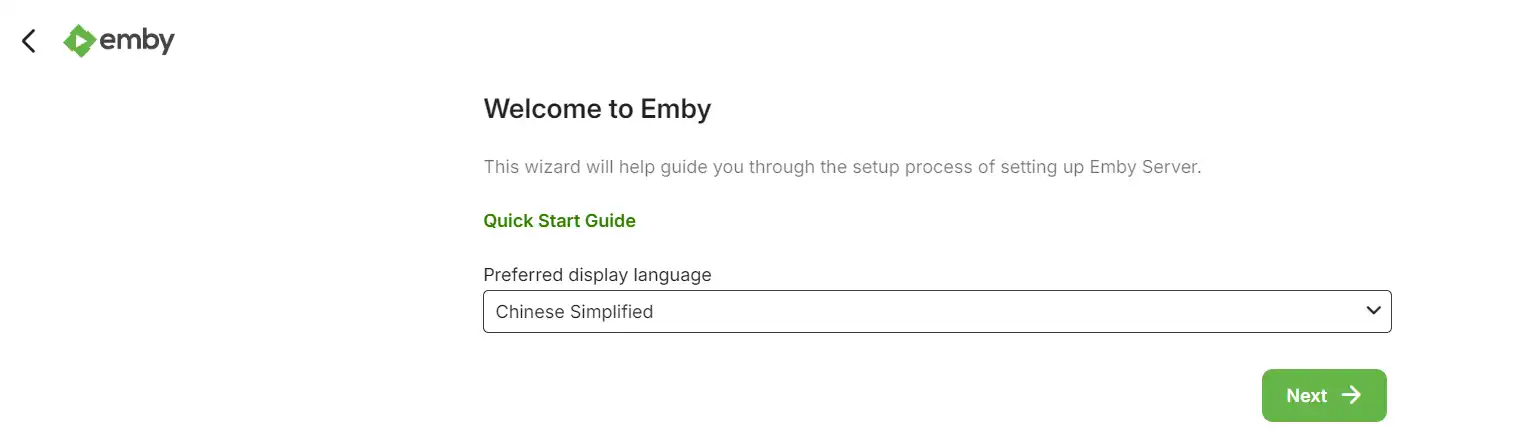 emby
Welcome to Emby
This wizard will help guide you through the setup process of setting up Emby Server.
Quick Start Guide
Preferred display language
Chinese Simplified
Next